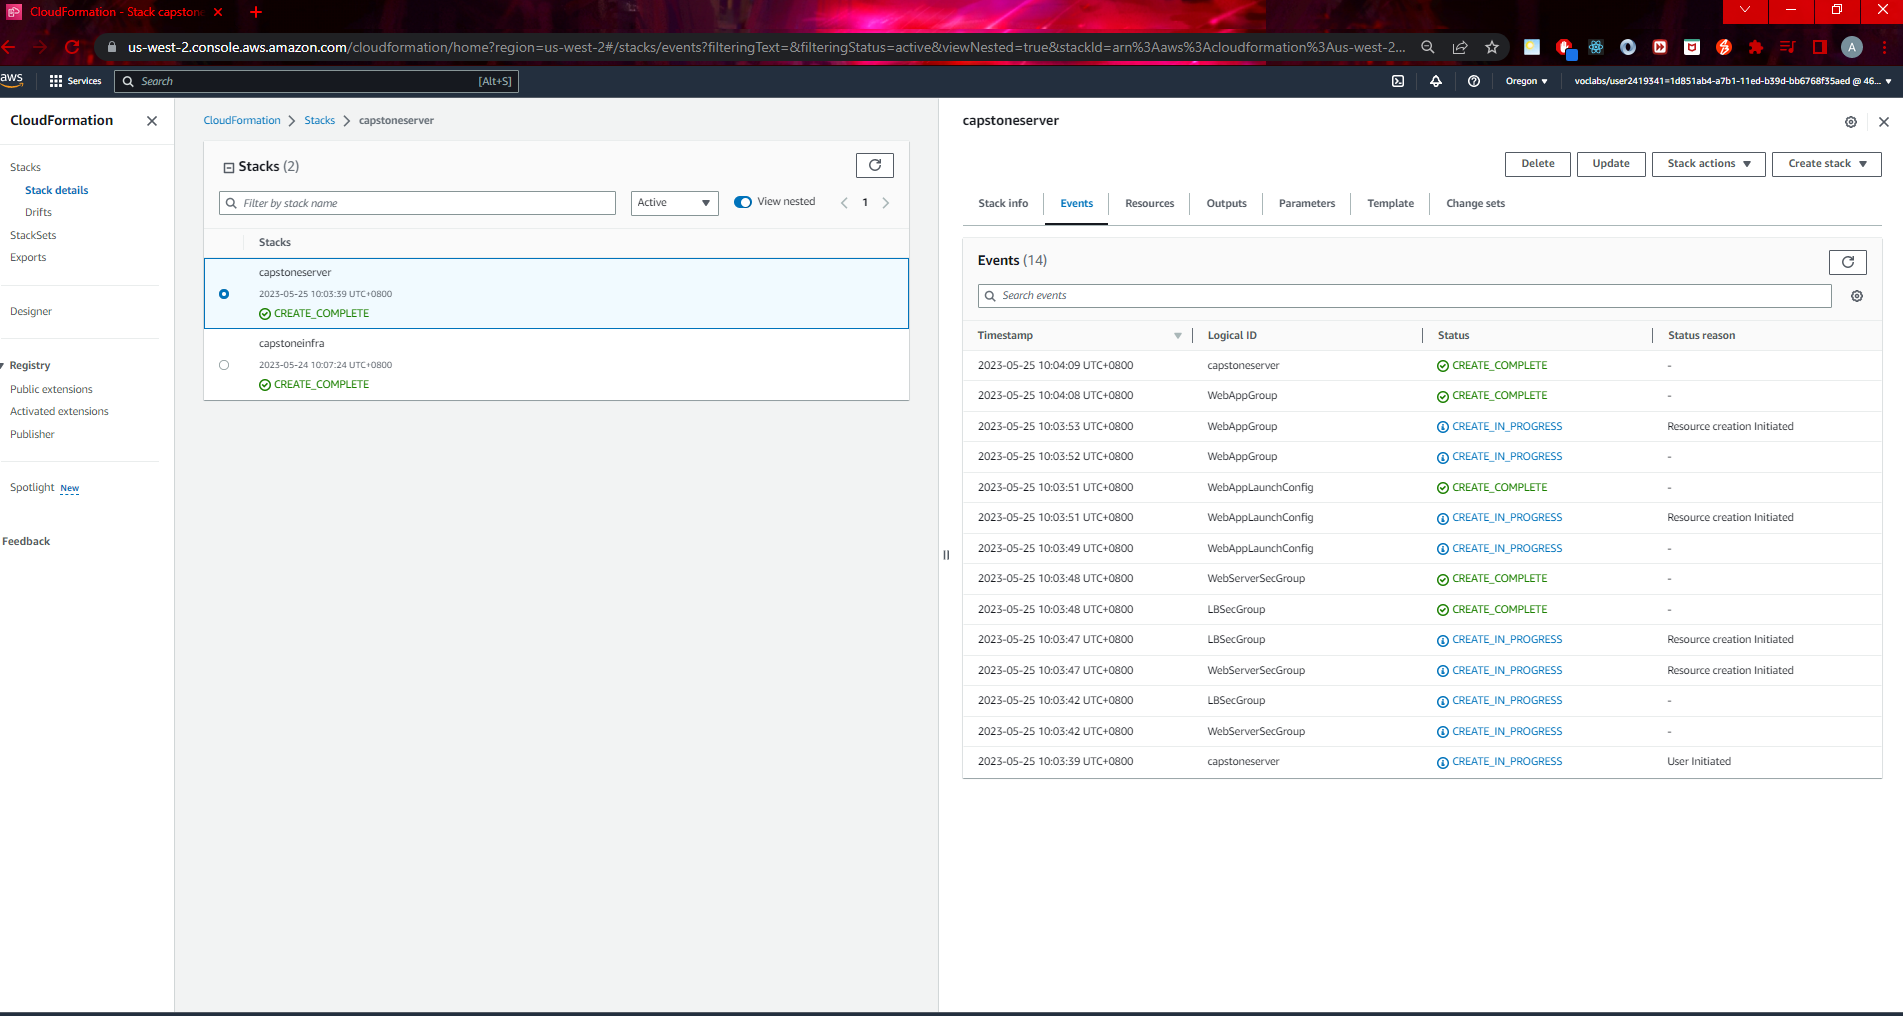 CloudFormation - Stack capstone
us-west-2.console.aws.amazon.com/cloudformation/home?region=us-west-2#/stacks/events?filteringText=&filteringStatus=active&viewNested=true&stackId=arn%3Aaws%3Acloudformation%3Aus-west-2...
A
aws
Services
Search
[Alt+S]
Oregon
voclabs/user2419341=1d851ab4-a7b1-11ed-b39d-bb6768f35aed @ 46...
CloudFormation
Stacks
Stack details
Drifts
StackSets
Exports
Designer
Registry
Public extensions
Activated extensions
Publisher
Spotlight New
Feedback
CloudFormation > Stacks > capstoneserver
Stacks (2)
Filter by stack name
Active
View nested
1
Stacks
capstoneserver
2023-05-25 10:03:39 UTC+0800
CREATE_COMPLETE
capstoneinfra
2023-05-24 10:07:24 UTC+0800
CREATE_COMPLETE
capstoneserver
Delete
Update
Stack actions
Create stack
Stack info
Events
Resources
Outputs
Parameters
Template
Change sets
Events (14)
Search events
Timestamp Logical ID Status Status reason
2023-05-25 10:04:09 UTC+0800 capstoneserver CREATE_COMPLETE -
2023-05-25 10:04:08 UTC+0800 WebAppGroup CREATE_COMPLETE -
2023-05-25 10:03:53 UTC+0800 WebAppGroup CREATE_IN_PROGRESS Resource creation Initiated
2023-05-25 10:03:52 UTC+0800 WebAppGroup CREATE_IN_PROGRESS -
2023-05-25 10:03:51 UTC+0800 WebAppLaunchConfig CREATE_COMPLETE -
2023-05-25 10:03:51 UTC+0800 WebAppLaunchConfig CREATE_IN_PROGRESS Resource creation Initiated
2023-05-25 10:03:49 UTC+0800 WebAppLaunchConfig CREATE_IN_PROGRESS -
2023-05-25 10:03:48 UTC+0800 WebServerSecGroup CREATE_COMPLETE -
2023-05-25 10:03:48 UTC+0800 LBSecGroup CREATE_COMPLETE -
2023-05-25 10:03:47 UTC+0800 LBSecGroup CREATE_IN_PROGRESS Resource creation Initiated
2023-05-25 10:03:47 UTC+0800 WebServerSecGroup CREATE_IN_PROGRESS Resource creation Initiated
2023-05-25 10:03:42 UTC+0800 LBSecGroup CREATE_IN_PROGRESS -
2023-05-25 10:03:42 UTC+0800 WebServerSecGroup CREATE_IN_PROGRESS -
2023-05-25 10:03:39 UTC+0800 capstoneserver CREATE_IN_PROGRESS User Initiated